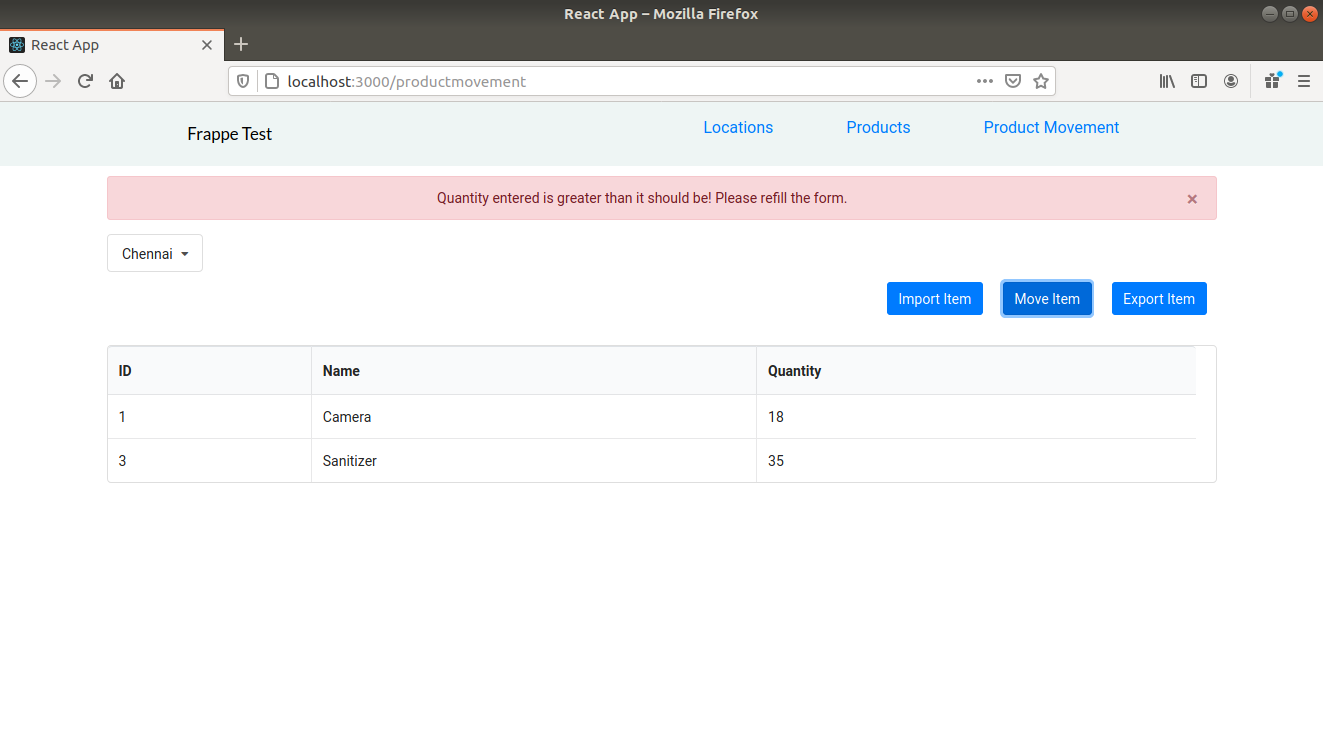 React App – Mozilla Firefox
React App
localhost:3000/productmovement
Frappe Test
Locations
Products
Product Movement
Quantity entered is greater than it should be! Please refill the form.
Chennai
Import Item
Move Item
Export Item
ID Name Quantity
1 Camera 18
3 Sanitizer 35